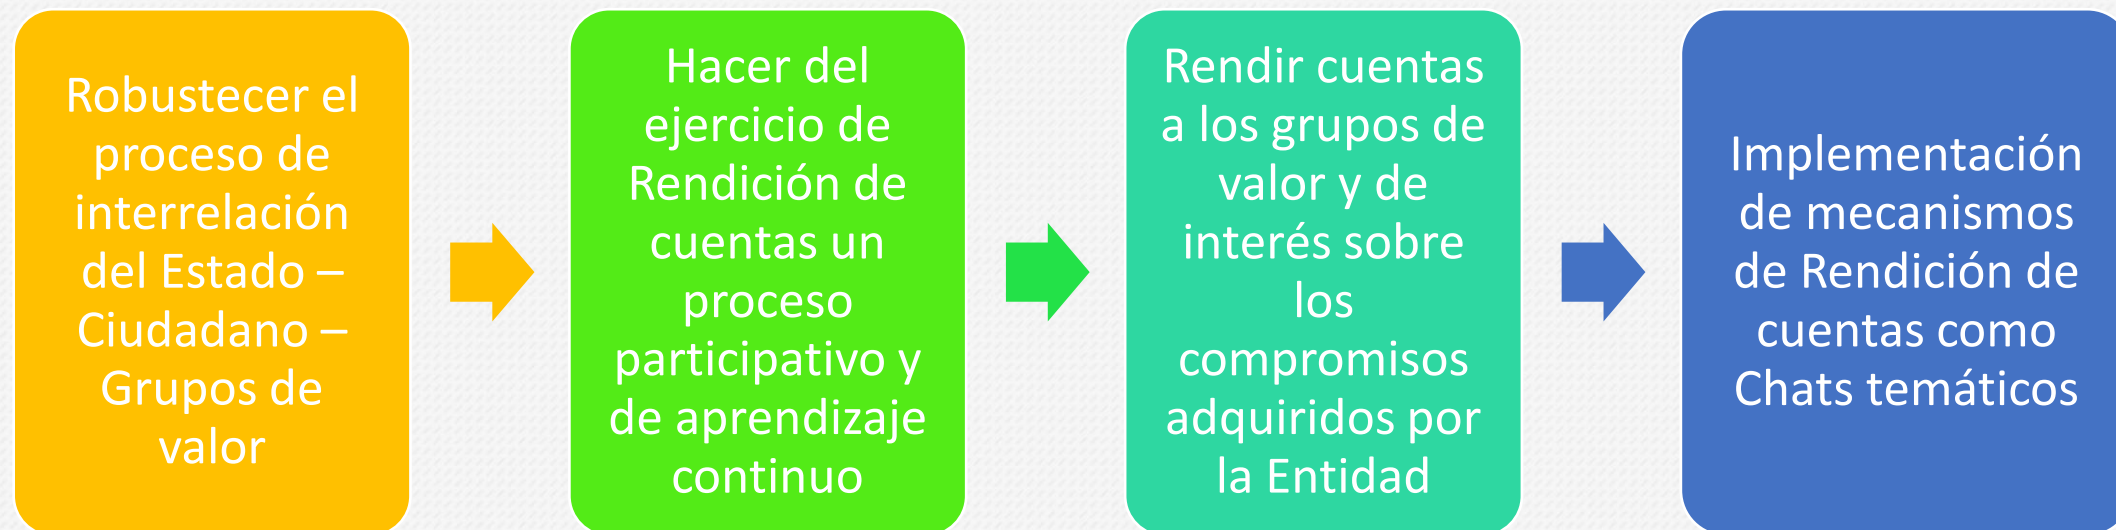 Robustecer el
proceso de
interrelación
del Estado –
Ciudadano –
Grupos de
valor
Hacer del
ejercicio de
Rendición de
cuentas un
proceso
participativo y
de aprendizaje
continuo
Rendir cuentas
a los grupos de
valor y de
interés sobre
los
compromisos
adquiridos por
la Entidad
Implementación
de mecanismos
de Rendición de
cuentas como
Chats temáticos